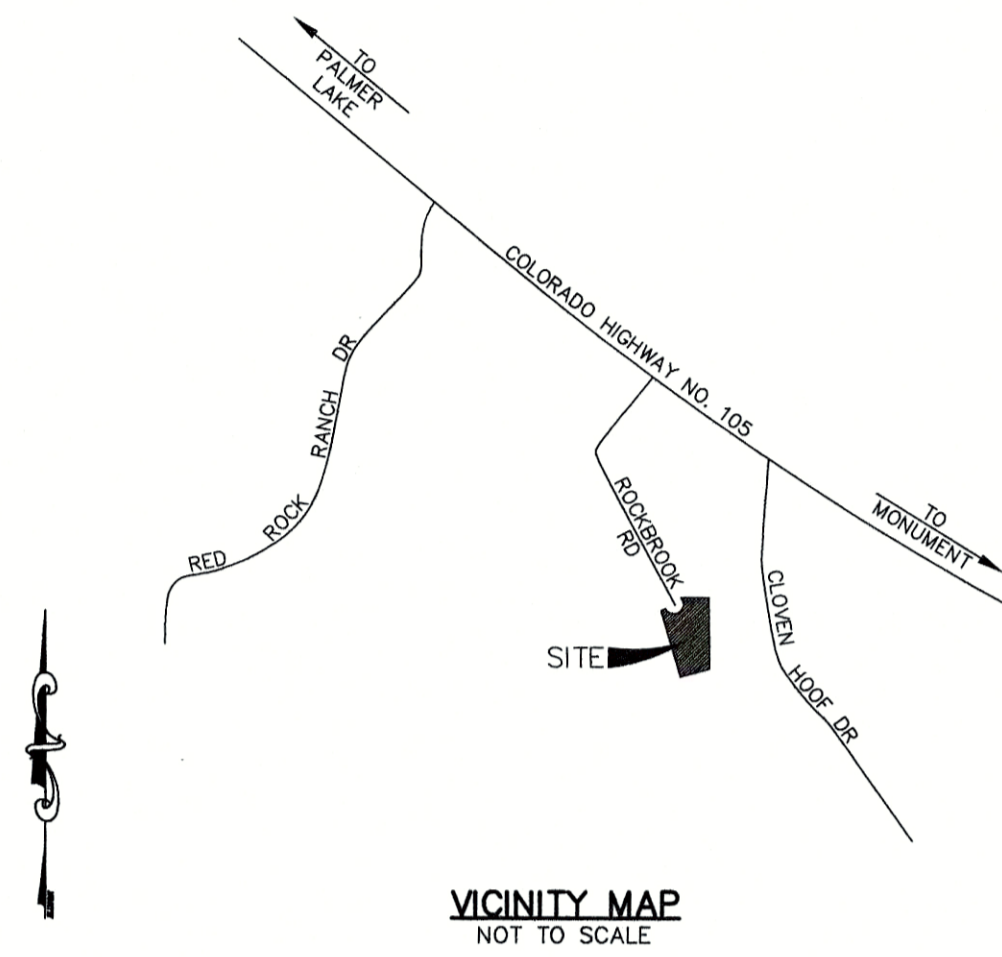 TO
PALMER
LAKE
COLORADO HIGHWAY NO. 105
RED ROCK RANCH DR
ROCKBROOK
RD
TO
MONUMENT
CLOVEN HOOF DR
SITE
VICINITY MAP
NOT TO SCALE